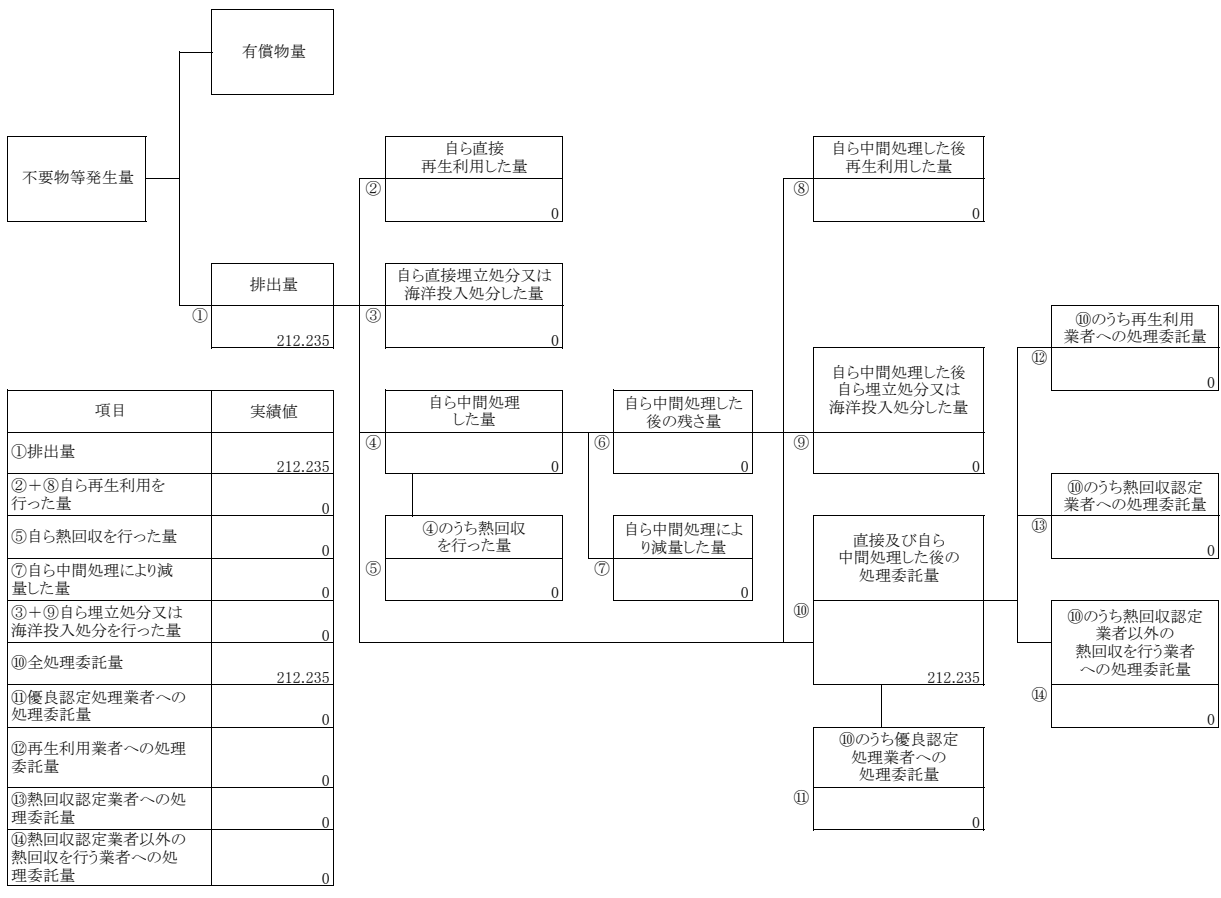 有償物量
不要物等発生量
自ら直接
再生利用した量
②
0
自ら中間処理した後
再生利用した量
⑧
0
排出量
①
212.235
自ら直接埋立処分又は
海洋投入処分した量
③
0
⑩のうち再生利用
業者への処理委託量
⑫
0
自ら中間処理
した量
④
0
自ら中間処理した
後の残さ量
⑥
0
自ら中間処理した後
自ら埋立処分又は
海洋投入処分した量
⑨
0
⑩のうち熱回収認定
業者への処理委託量
⑬
0
④のうち熱回収
を行った量
⑤
0
自ら中間処理によ
り減量した量
⑦
0
直接及び自ら
中間処理した後の
処理委託量
⑩
212.235
⑩のうち熱回収認定
業者以外の
熱回収を行う業者
への処理委託量
⑭
0
⑩のうち優良認定
処理業者への
処理委託量
⑪
0
項目 実績値
①排出量
212.235
②＋⑧自ら再生利用を
行った量
0
⑤自ら熱回収を行った量
0
⑦自ら中間処理により減
量した量
0
③＋⑨自ら埋立処分又は
海洋投入処分を行った量
0
⑩全処理委託量
212.235
⑪優良認定処理業者への
処理委託量
0
⑫再生利用業者への処理
委託量
0
⑬熱回収認定業者への処
理委託量
0
⑭熱回収認定業者以外の
熱回収を行う業者への処
理委託量
0